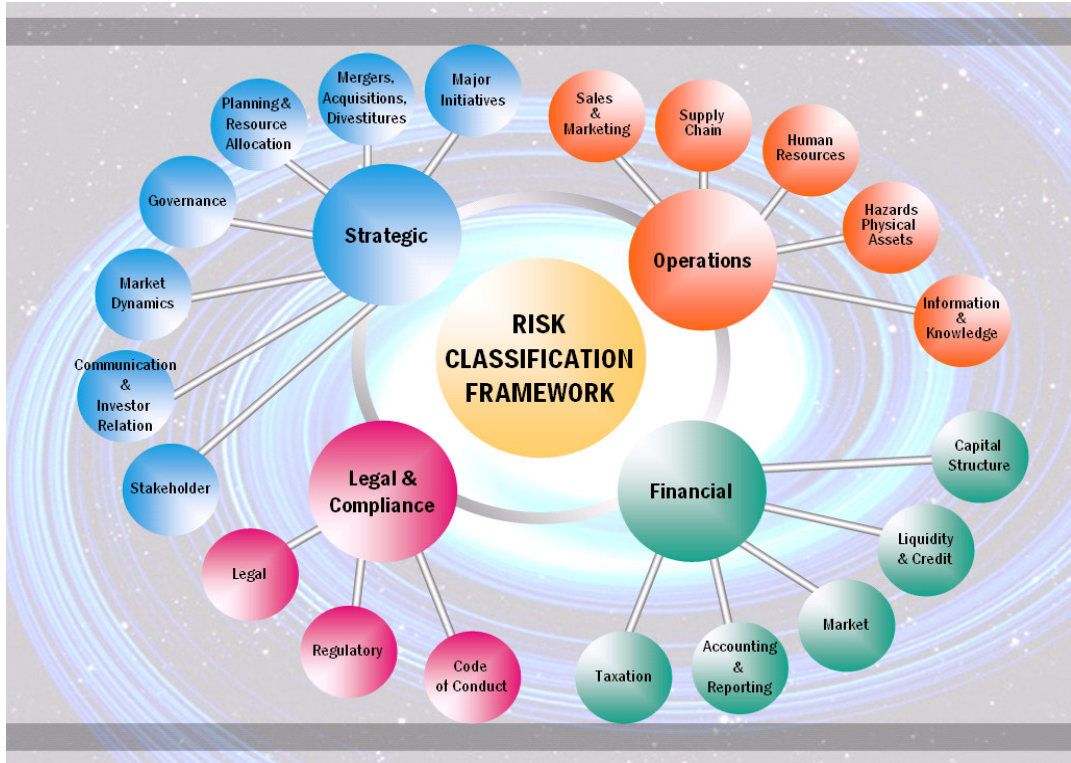 Major
Initiatives
Mergers,
Acquisitions,
Divestitures
Planning &
Resource
Allocation
Governance
Market
Dynamics
Communication
&
Investor
Relation
Stakeholder
Strategic
Sales
&
Marketing
Supply
Chain
Human
Resources
Hazards
Physical
Assets
Information
&
Knowledge
Operations
RISK
CLASSIFICATION
FRAMEWORK
Legal &
Compliance
Legal
Regulatory
Code
of Conduct
Financial
Capital
Structure
Liquidity
& Credit
Market
Accounting
&
Reporting
Taxation